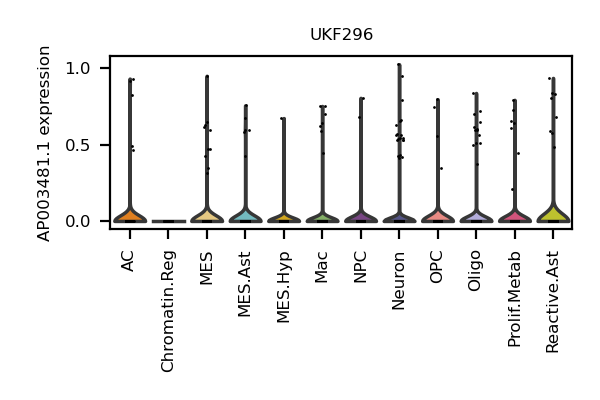 UKF296
AP003481.1 expression
1.0
0.5
0.0
AC
Chromatin.Reg
MES
MES.Ast
MES.Hyp
Mac
NPC
Neuron
OPC
Oligo
Prolif.Metab
Reactive.Ast